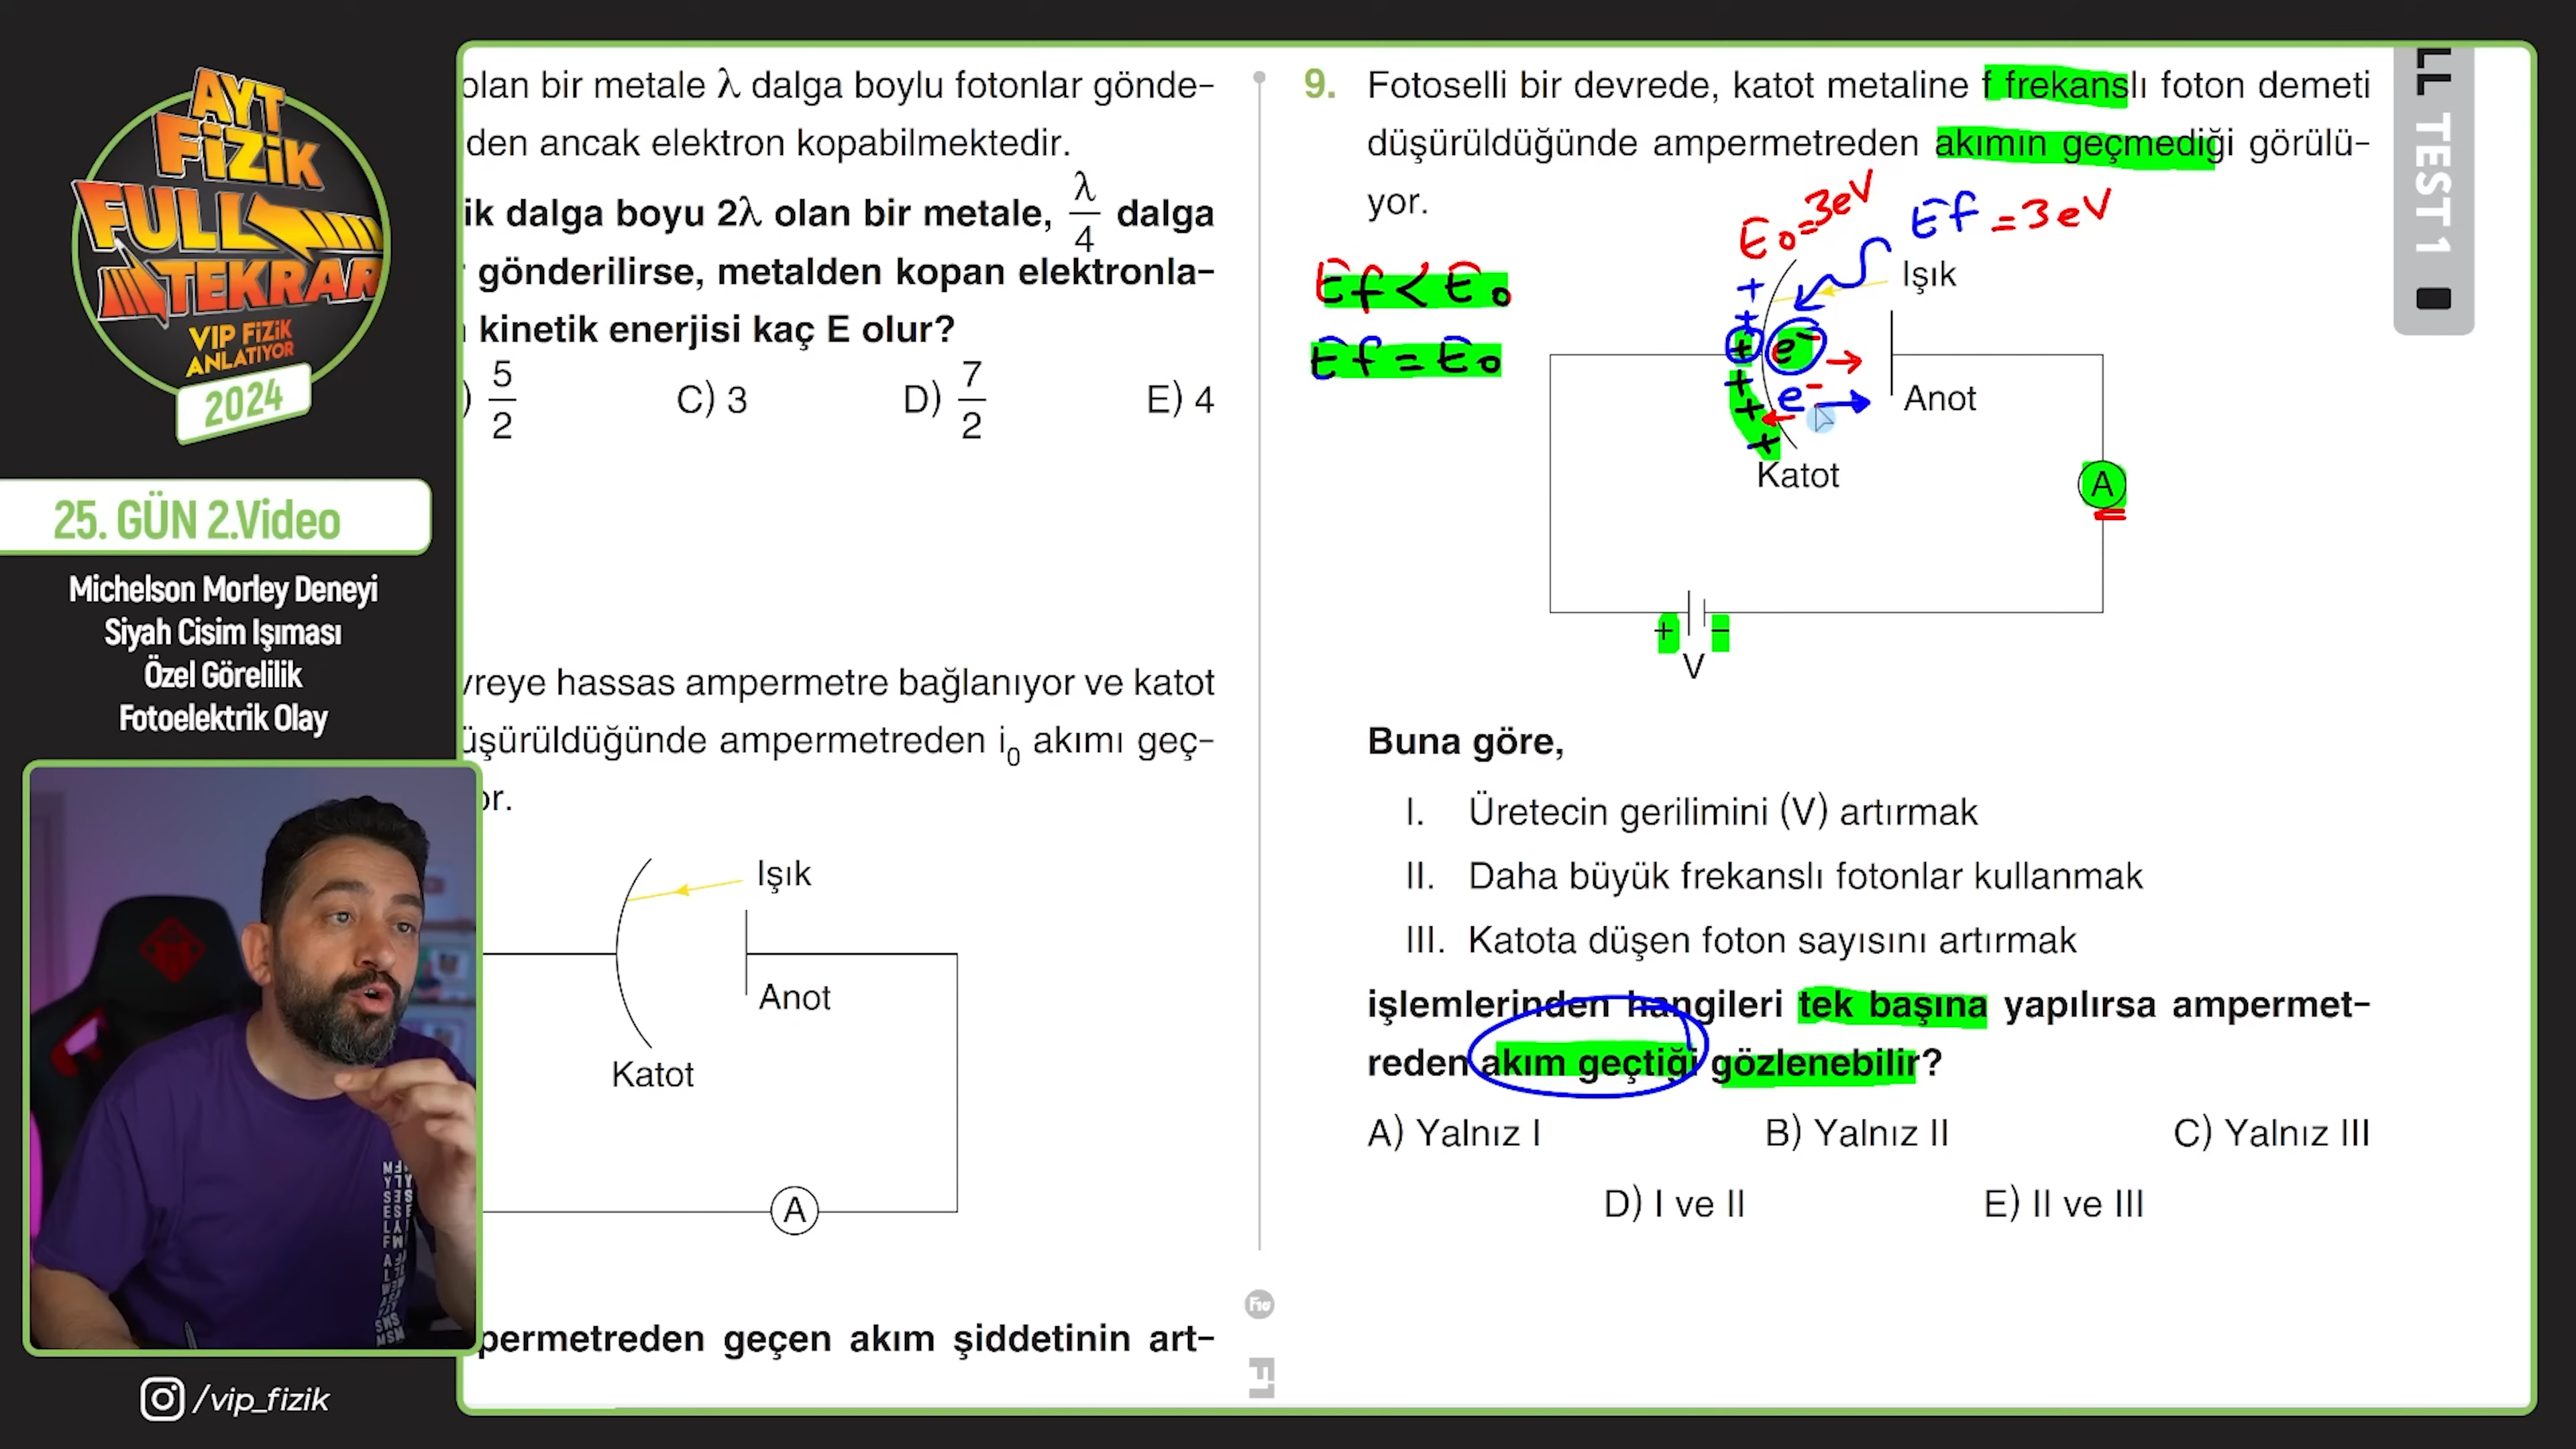 AYT
FİZİK
FULL
TEKRAR
VIP FİZİK
ANLATIYOR
2024
25. GÜN 2.Video
Michelson Morley Deneyi
Siyah Cisim Işıması
Özel Görelilik
Fotoelektrik Olay
/vip_fizik
olan bir metale λ dalga boylu fotonlar gönde-
den ancak elektron kopabilmektedir.
ik dalga boyu 2λ olan bir metale, λ/4 dalga
gönderilirse, metalden kopan elektronla-
kinetik enerjisi kaç E olur?
) 5/2 C) 3 D) 7/2 E) 4
vreye hassas ampermetre bağlanıyor ve katot
üşürüldüğünde ampermetreden i0 akımı geç-
or.
Işık
Anot
Katot
A
permetreden geçen akım şiddetinin art-
9. Fotoselli bir devrede, katot metaline f frekanslı foton demeti
düşürüldüğünde ampermetreden akımın geçmediği görülü-
yor.
E0=3eV
Ef=3eV
Ef<E0
Ef=E0
Işık
+
+
+ e-
+ e-
+
+
Anot
Katot
A
+ -
V
Buna göre,
I. Üretecin gerilimini (V) artırmak
II. Daha büyük frekanslı fotonlar kullanmak
III. Katota düşen foton sayısını artırmak
işlemlerinden hangileri tek başına yapılırsa ampermet-
reden akım geçtiği gözlenebilir?
A) Yalnız I B) Yalnız II C) Yalnız III
D) I ve II E) II ve III
LL TEST 1
F10